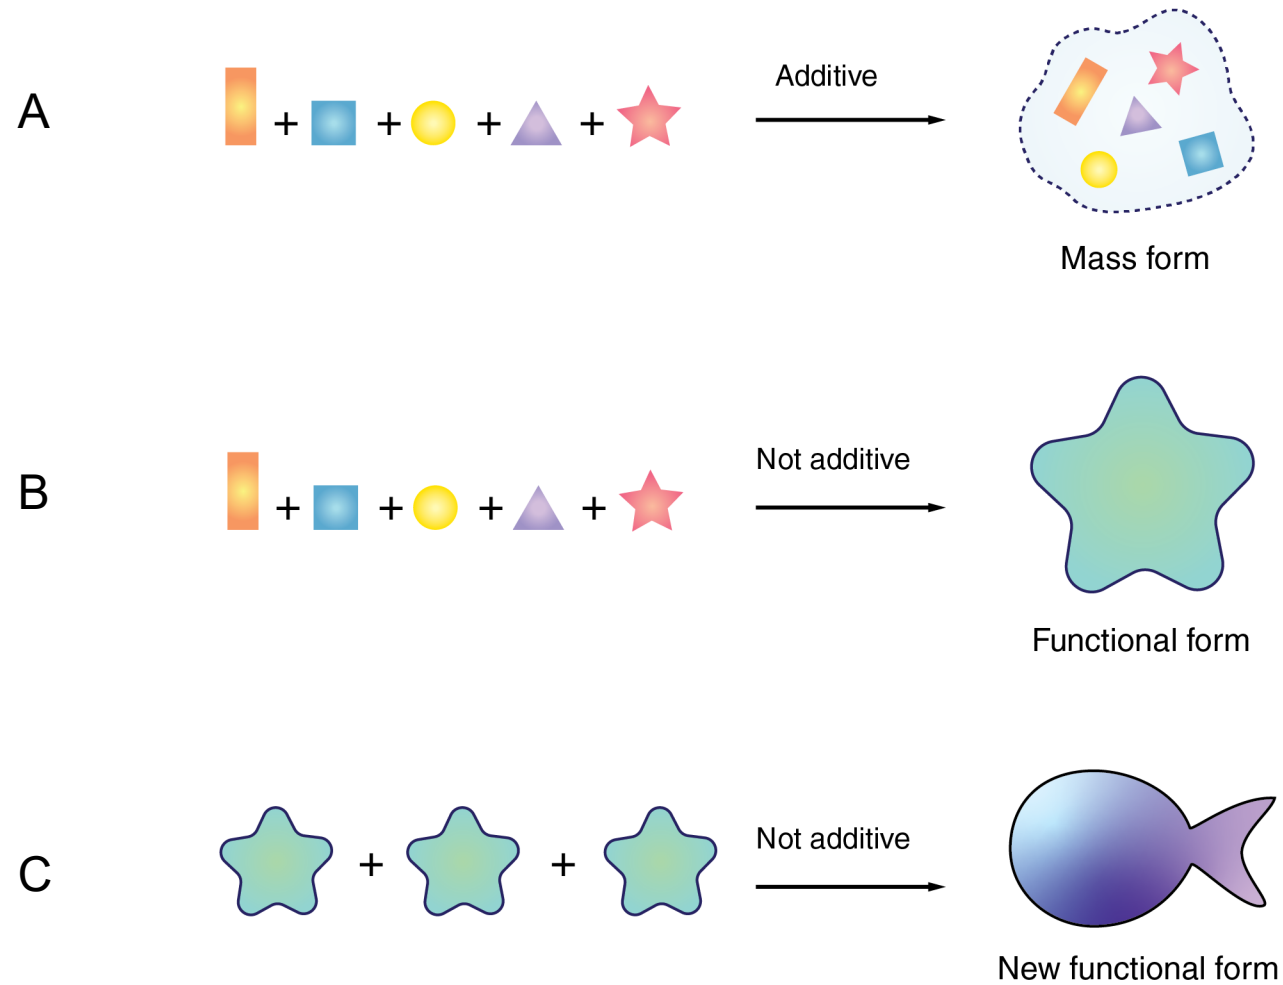 A
+ + + +
Additive
Mass form
B
+ + + +
Not additive
Functional form
C
+ +
Not additive
New functional form